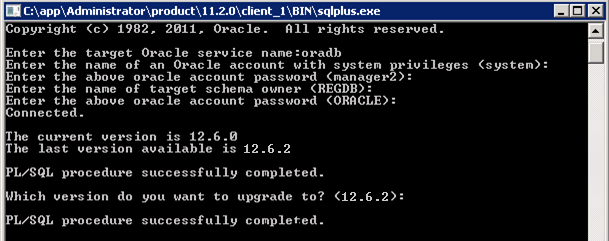 C:\app\Administrator\product\11.2.0\client_1\BIN\sqlplus.exe
Copyright (c) 1982, 2011, Oracle.  All rights reserved.
Enter the target Oracle service name:oradb
Enter the name of an Oracle account with system privileges (system):
Enter the above oracle account password (manager2):
Enter the name of target schema owner (REGDB):
Enter the above oracle account password (ORACLE):
Connected.
The current version is 12.6.0
The last version available is 12.6.2
PL/SQL procedure successfully completed.
Which version do you want to upgrade to? (12.6.2):
PL/SQL procedure successfully completed.